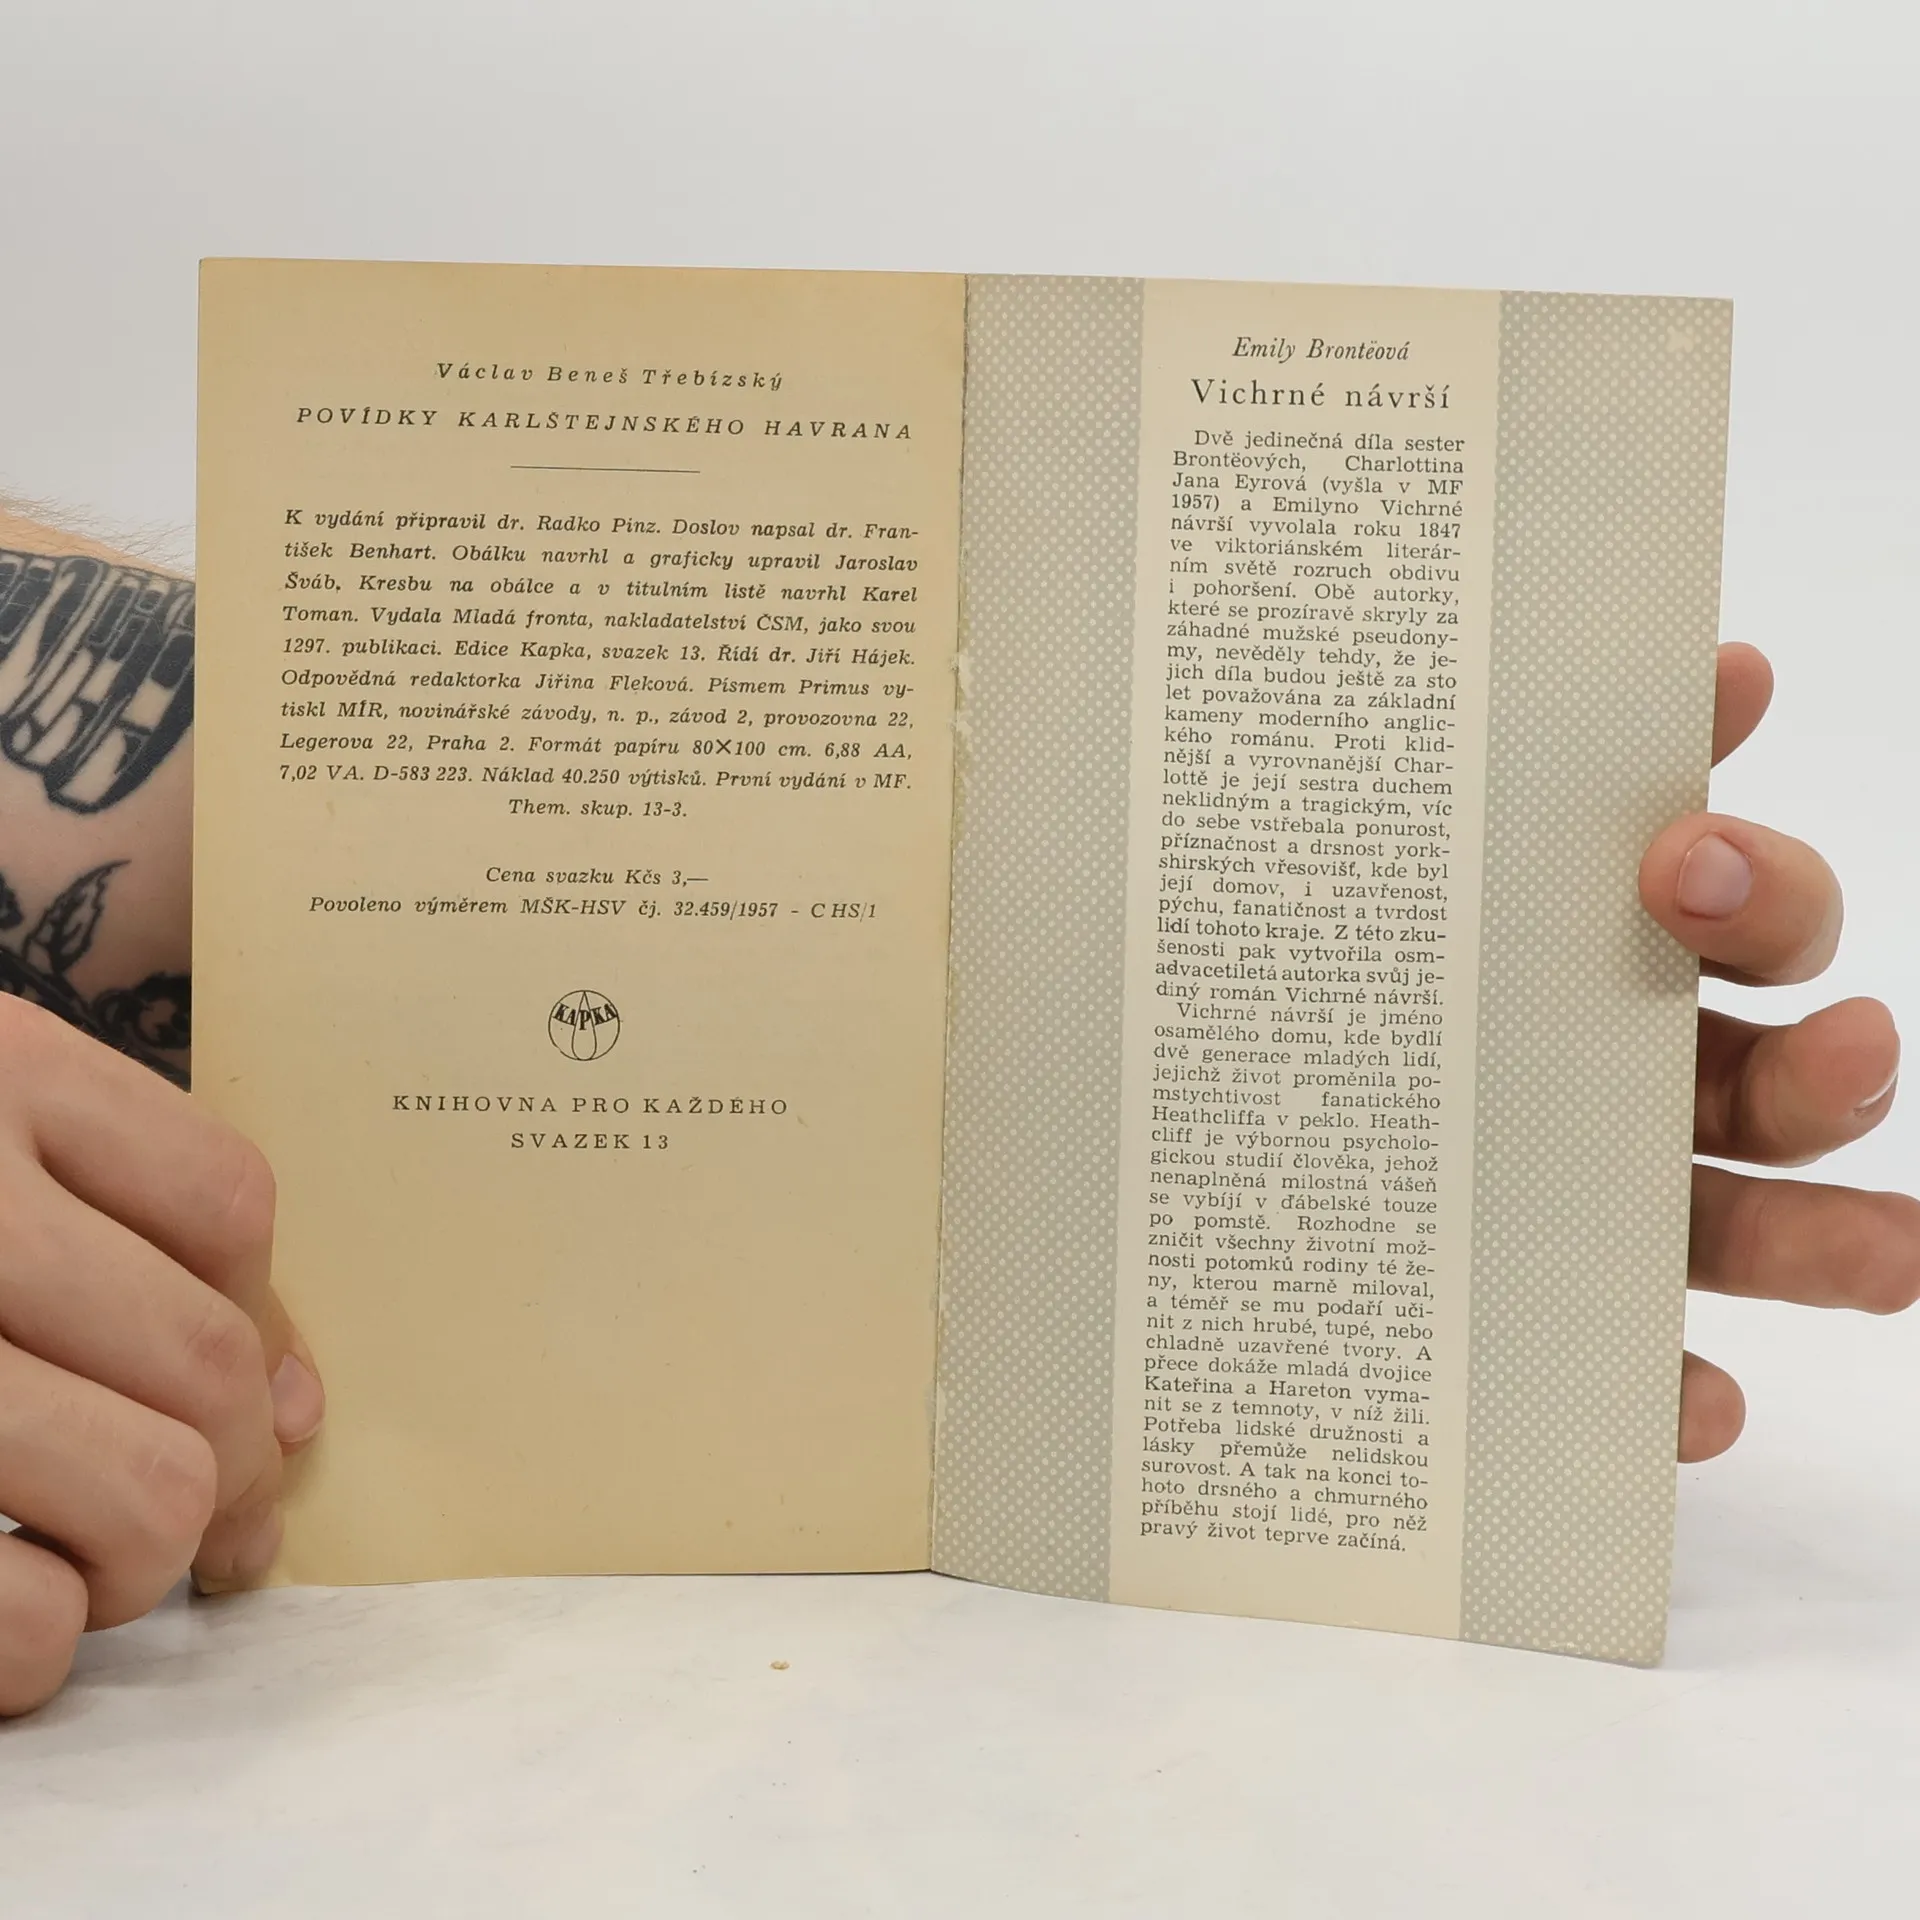 Václav Beneš Třebízský
POVÍDKY KARLŠTEJNSKÉHO HAVRANA
K vydání připravil dr. Radko Pinz. Doslov napsal dr. Fran-
tišek Benhart. Obálku navrhl a graficky upravil Jaroslav
Šváb. Kresbu na obálce a v titulním listě navrhl Karel
Toman. Vydala Mladá fronta, nakladatelství ČSM, jako svou
1297. publikaci. Edice Kapka, svazek 13. Řídí dr. Jiří Hájek.
Odpovědná redaktorka Jiřina Fleková. Písmem Primus vy-
tiskl MÍR, novinářské závody, n. p., závod 2, provozovna 22,
Legerova 22, Praha 2. Formát papíru 80×100 cm. 6,88 AA,
7,02 VA. D-583 223. Náklad 40.250 výtisků. První vydání v MF.
Them. skup. 13-3.
Cena svazku Kčs 3,—
Povoleno výměrem MŠK-HSV čj. 32.459/1957 - C HS/1
KAPKA
KNIHOVNA PRO KAŽDÉHO
SVAZEK 13
Emily Brontëová
Vichrné návrší
Dvě jedinečná díla sester
Brontëových, Charlottina
Jana Eyrová (vyšla v MF
1957) a Emilyno Vichrné
návrší vyvolala roku 1847
ve viktoriánském literár-
ním světě rozruch obdivu
i pohoršení. Obě autorky,
které se prozíravě skryly za
záhadné mužské pseudony-
my, nevěděly tehdy, že je-
jich díla budou ještě za sto
let považována za základní
kameny moderního anglic-
kého románu. Proti klid-
nější a vyrovnanější Char-
lottě je její sestra duchem
neklidným a tragickým, víc
do sebe vstřebala ponurost,
příznačnost a drsnost york-
shirských vřesovišť, kde byl
její domov, i uzavřenost,
pýchu, fanatičnost a tvrdost
lidí tohoto kraje. Z této zku-
šenosti pak vytvořila osm-
advacetiletá autorka svůj je-
diný román Vichrné návrší.
Vichrné návrší je jméno
osamělého domu, kde bydlí
dvě generace mladých lidí,
jejichž život proměnila po-
mstychtivost fanatického
Heathcliffa v peklo. Heath-
cliff je výbornou psycholo-
gickou studií člověka, jehož
nenaplněná milostná vášeň
se vybíjí v ďábelské touze
po pomstě. Rozhodne se
zničit všechny životní mož-
nosti potomků rodiny té že-
ny, kterou marně miloval,
a téměř se mu podaří uči-
nit z nich hrubé, tupé, nebo
chladně uzavřené tvory. A
přece dokáže mladá dvojice
Kateřina a Hareton vyma-
nit se z temnoty, v níž žili.
Potřeba lidské družnosti a
lásky přemůže nelidskou
surovost. A tak na konci to-
hoto drsného a chmurného
příběhu stojí lidé, pro něž
pravý život teprve začíná.